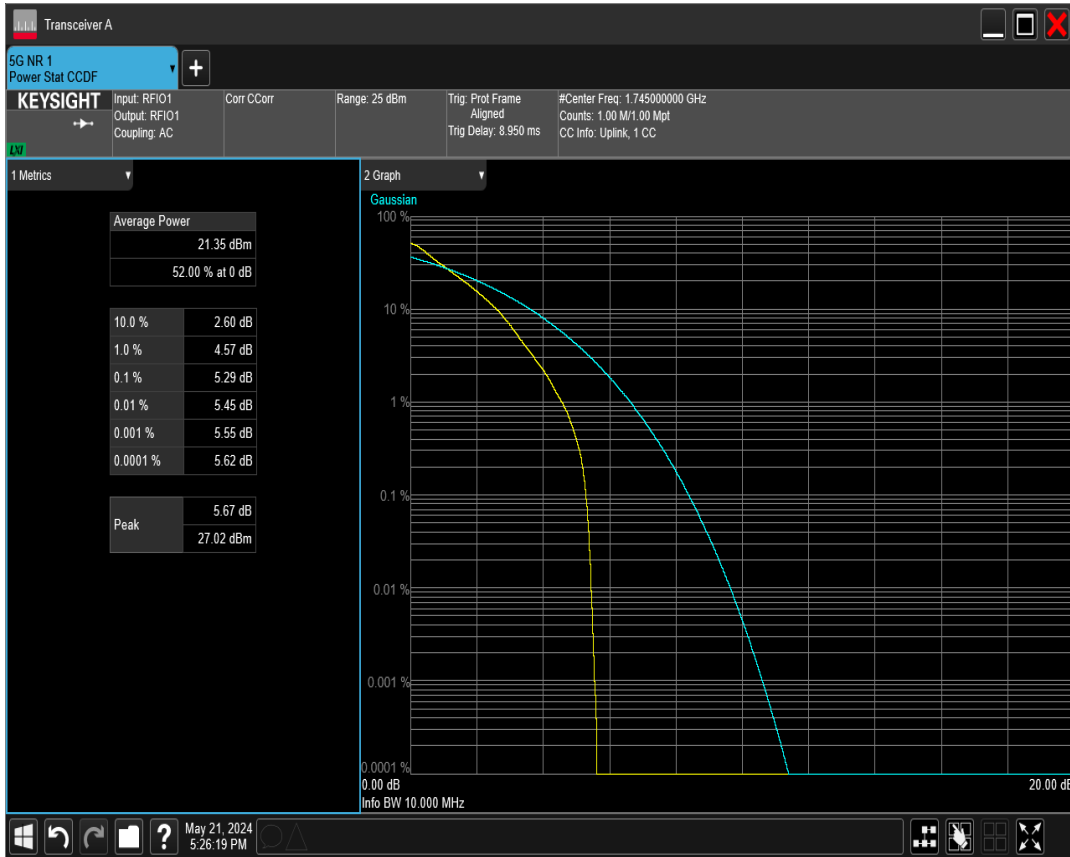 Transceiver A
5G NR 1
Power Stat CCDF
+
KEYSIGHT
LXI
Input: RFIO1
Output: RFIO1
Coupling: AC
Corr CCorr
Range: 25 dBm
Trig: Prot Frame
Aligned
Trig Delay: 8.950 ms
#Center Freq: 1.745000000 GHz
Counts: 1.00 M/1.00 Mpt
CC Info: Uplink, 1 CC
1 Metrics
Average Power
21.35 dBm
52.00 % at 0 dB
10.0 % 2.60 dB
1.0 % 4.57 dB
0.1 % 5.29 dB
0.01 % 5.45 dB
0.001 % 5.55 dB
0.0001 % 5.62 dB
Peak
5.67 dB
27.02 dBm
2 Graph
Gaussian
100 %
10 %
1 %
0.1 %
0.01 %
0.001 %
0.0001 %
0.00 dB 20.00 dB
Info BW 10.000 MHz
?
May 21, 2024
5:26:19 PM